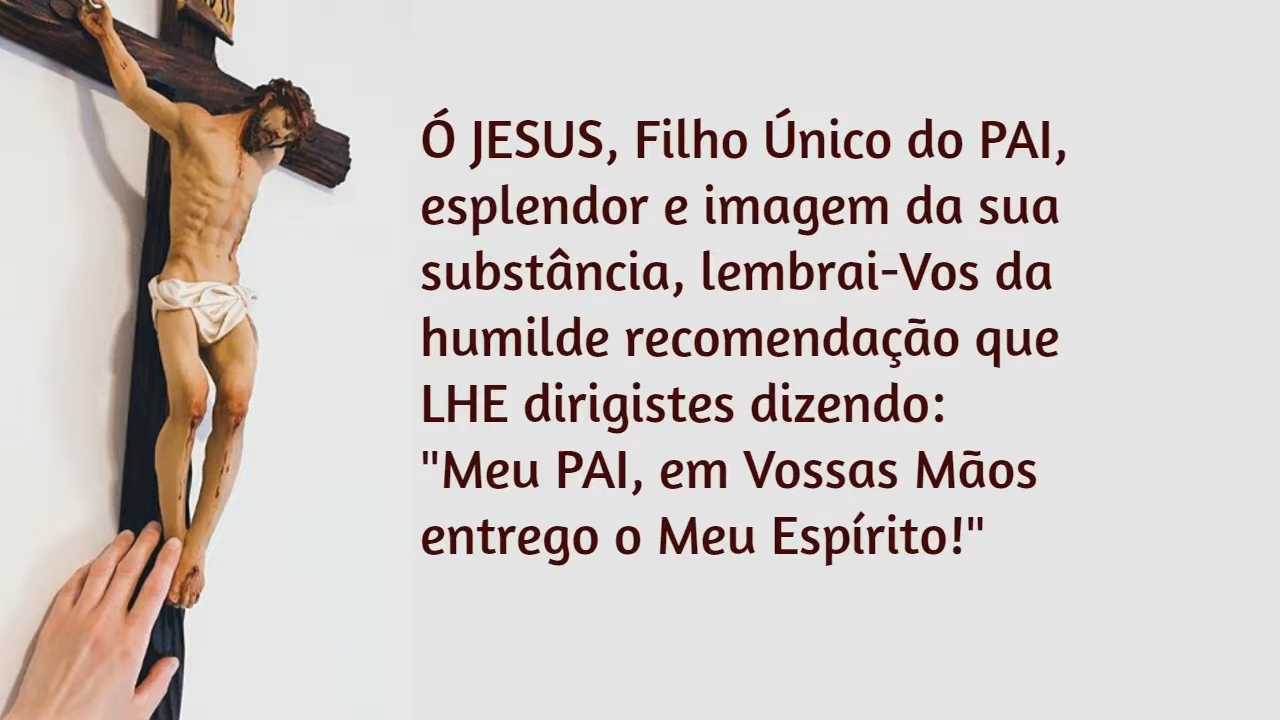 Ó JESUS, Filho Único do PAI,
esplendor e imagem da sua
substância, lembrai-Vos da
humilde recomendação que
LHE dirigistes dizendo:
"Meu PAI, em Vossas Mãos
entrego o Meu Espírito!"